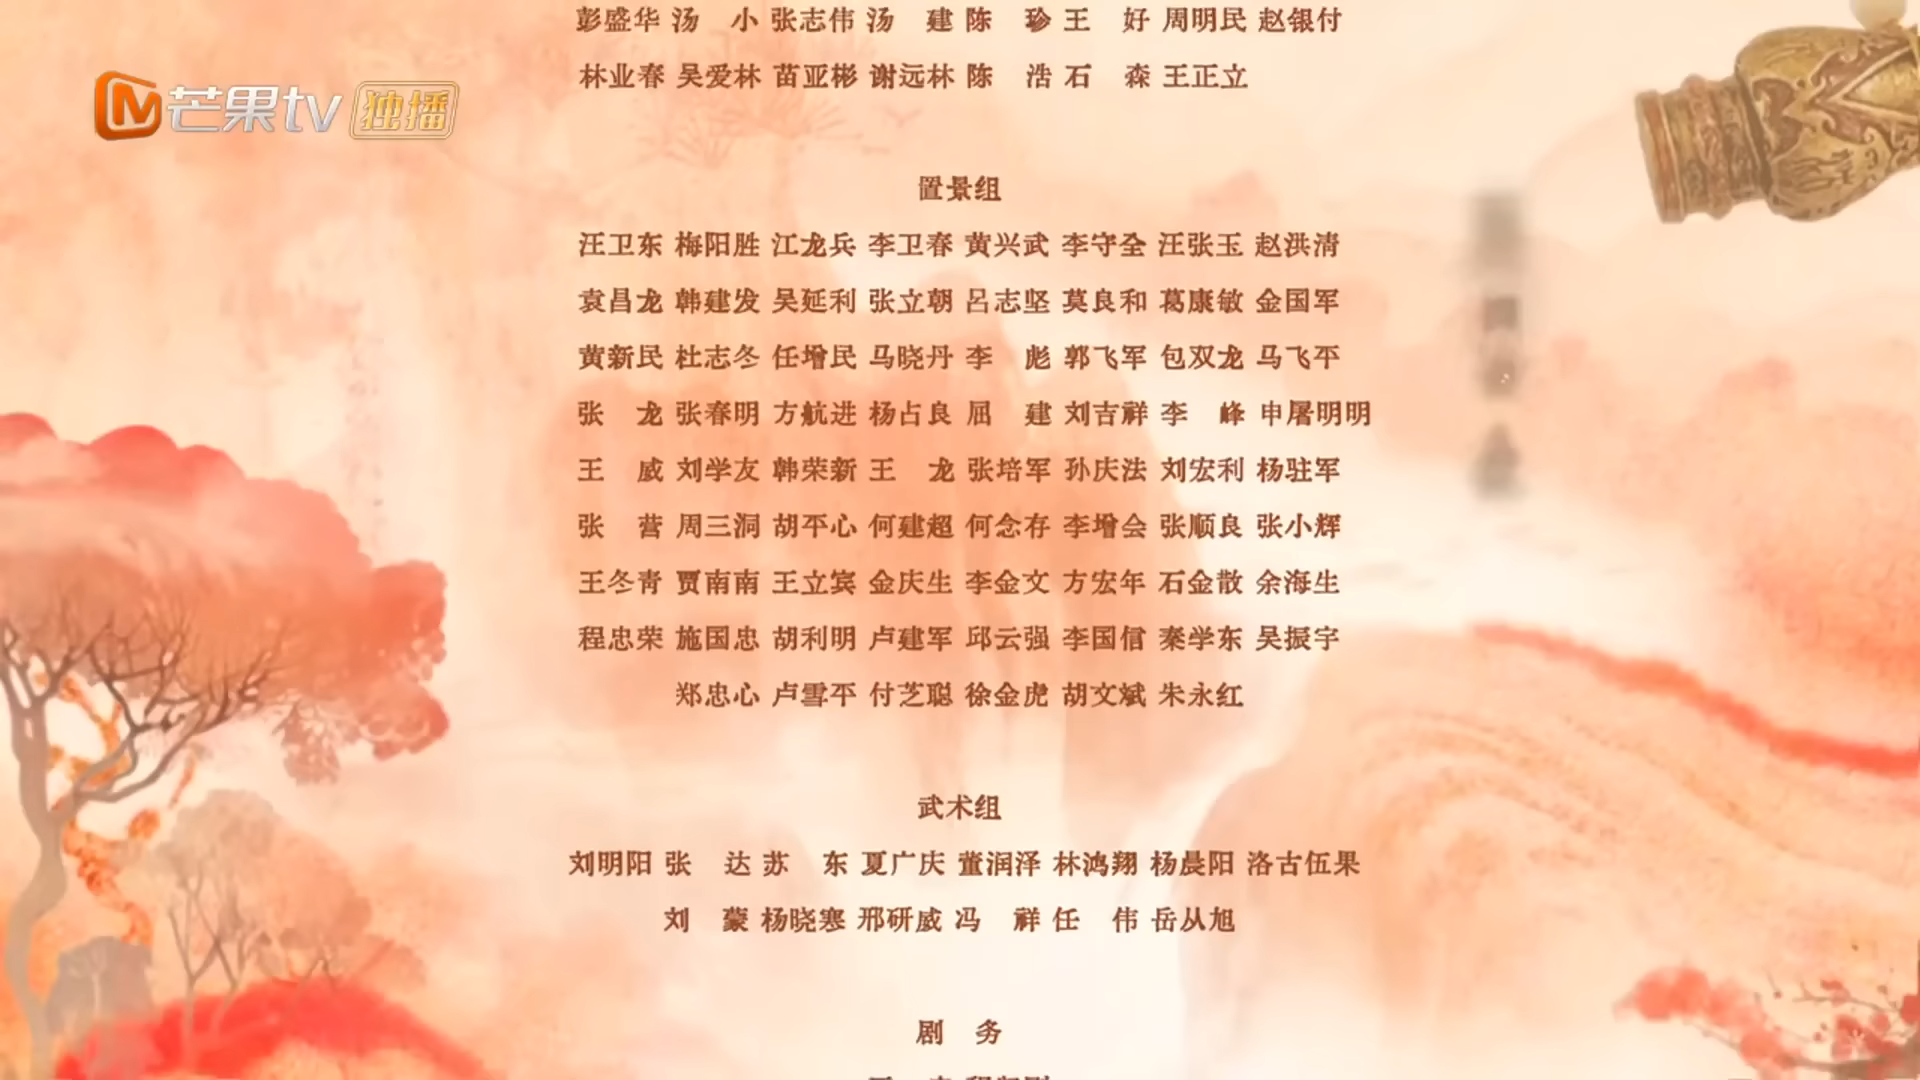 彭盛华 汤　小 张志伟 汤　建 陈　珍 王　好 周明民 赵银付
林业春 吴爱林 苗亚彬 谢远林 陈　浩 石　森 王正立
芒果tv 独播
置景组
汪卫东 梅阳胜 江龙兵 李卫春 黄兴武 李守全 汪张玉 赵洪清
袁昌龙 韩建发 吴延利 张立朝 吕志坚 莫良和 葛康敏 金国军
黄新民 杜志冬 任增民 马晓丹 李　彪 郭飞军 包双龙 马飞平
张　龙 张春明 方航进 杨占良 屈　建 刘吉祥 李　峰 申屠明明
王　威 刘学友 韩荣新 王　龙 张培军 孙庆法 刘宏利 杨驻军
张　营 周三洞 胡平心 何建超 何念存 李增会 张顺良 张小辉
王冬青 贾南南 王立宾 金庆生 李金文 方宏年 石金散 余海生
程忠荣 施国忠 胡利明 卢建军 邱云强 李国信 秦学东 吴振宇
郑忠心 卢雪平 付芝聪 徐金虎 胡文斌 朱永红
武术组
刘明阳 张　达 苏　东 夏广庆 董润泽 林鸿翔 杨晨阳 洛古伍果
刘　蒙 杨晓寒 邢研威 冯　祥 任　伟 岳从旭
剧　务